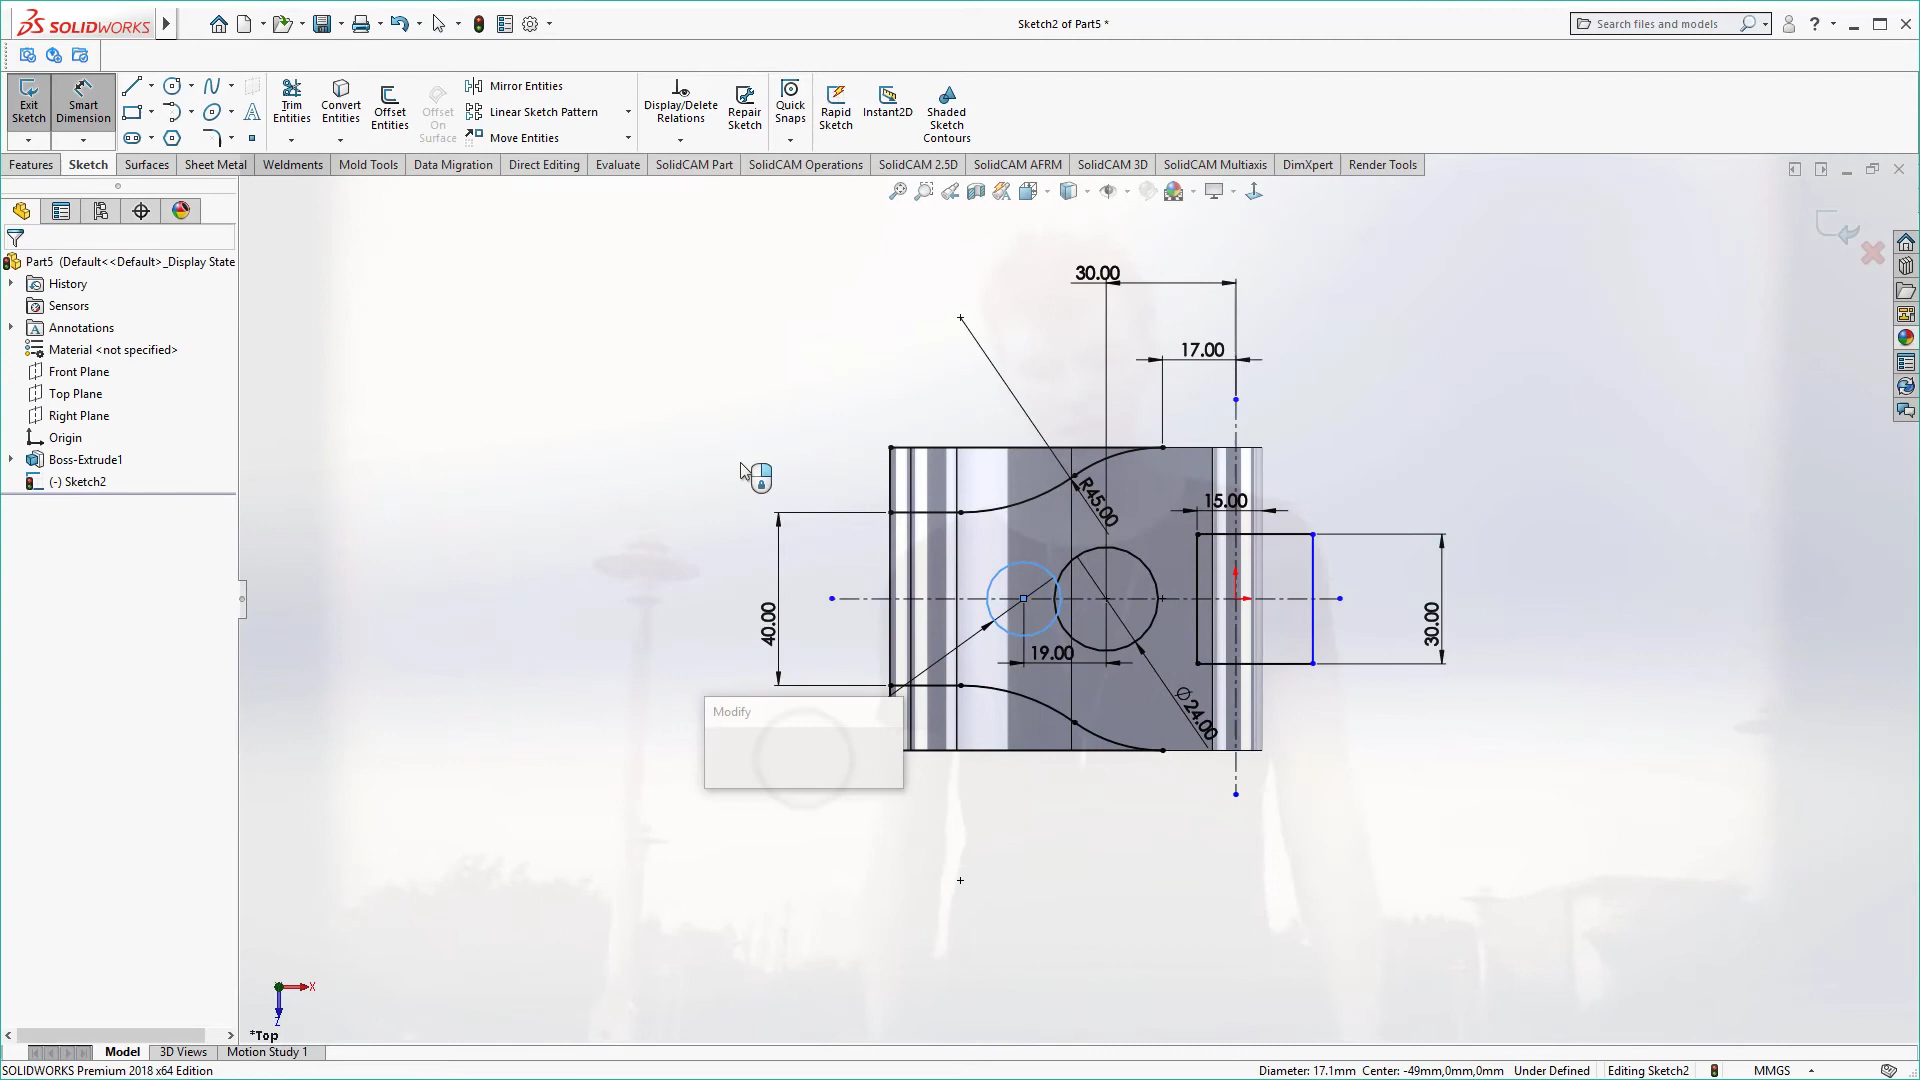 SOLIDWORKS
Sketch2 of Part5 *
Search files and models
Exit Sketch
Smart Dimension
Trim Entities
Convert Entities
Offset Entities
Offset On Surface
Mirror Entities
Linear Sketch Pattern
Move Entities
Display/Delete Relations
Repair Sketch
Quick Snaps
Rapid Sketch
Instant2D
Shaded Sketch Contours
Features
Sketch
Surfaces
Sheet Metal
Weldments
Mold Tools
Data Migration
Direct Editing
Evaluate
SolidCAM Part
SolidCAM Operations
SolidCAM 2.5D
SolidCAM AFRM
SolidCAM 3D
SolidCAM Multiaxis
DimXpert
Render Tools
Part5 (Default<<Default>_Display State
History
Sensors
Annotations
Material <not specified>
Front Plane
Top Plane
Right Plane
Origin
Boss-Extrude1
(-) Sketch2
30.00
17.00
R45.00
15.00
40.00
19.00
30.00
∅24.00
Modify
X
Z
*Top
Model
3D Views
Motion Study 1
SOLIDWORKS Premium 2018 x64 Edition
Diameter: 17.1mm Center: -49mm,0mm,0mm
Under Defined
Editing Sketch2
MMGS